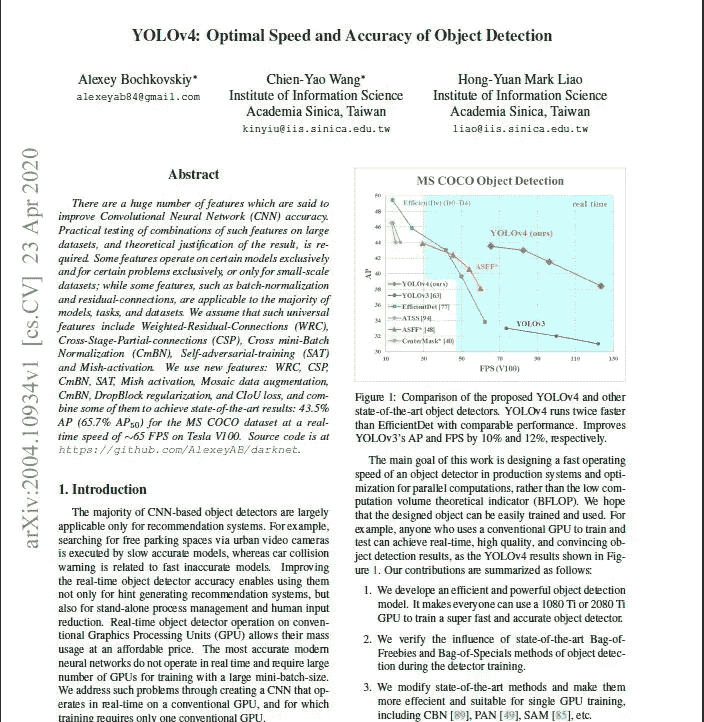 YOLOv4: Optimal Speed and Accuracy of Object Detection
Alexey Bochkovskiy*
alexeyab84@gmail.com
Chien-Yao Wang*
Institute of Information Science
Academia Sinica, Taiwan
kinyiu@iis.sinica.edu.tw
Hong-Yuan Mark Liao
Institute of Information Science
Academia Sinica, Taiwan
liao@iis.sinica.edu.tw
arXiv:2004.10934v1 [cs.CV] 23 Apr 2020
Abstract
There are a huge number of features which are said to
improve Convolutional Neural Network (CNN) accuracy.
Practical testing of combinations of such features on large
datasets, and theoretical justification of the result, is re-
quired. Some features operate on certain models exclusively
and for certain problems exclusively, or only for small-scale
datasets; while some features, such as batch-normalization
and residual-connections, are applicable to the majority of
models, tasks, and datasets. We assume that such universal
features include Weighted-Residual-Connections (WRC),
Cross-Stage-Partial-connections (CSP), Cross mini-Batch
Normalization (CmBN), Self-adversarial-training (SAT)
and Mish-activation. We use new features: WRC, CSP,
CmBN, SAT, Mish activation, Mosaic data augmentation,
CmBN, DropBlock regularization, and CIoU loss, and com-
bine some of them to achieve state-of-the-art results: 43.5%
AP (65.7% AP50) for the MS COCO dataset at a real-
time speed of ~65 FPS on Tesla V100. Source code is at
https://github.com/AlexeyAB/darknet.
1. Introduction
The majority of CNN-based object detectors are largely
applicable only for recommendation systems. For example,
searching for free parking spaces via urban video cameras
is executed by slow accurate models, whereas car collision
warning is related to fast inaccurate models. Improving
the real-time object detector accuracy enables using them
not only for hint generating recommendation systems, but
also for stand-alone process management and human input
reduction. Real-time object detector operation on conven-
tional Graphics Processing Units (GPU) allows their mass
usage at an affordable price. The most accurate modern
neural networks do not operate in real time and require large
number of GPUs for training with a large mini-batch-size.
We address such problems through creating a CNN that op-
erates in real-time on a conventional GPU, and for which
training requires only one conventional GPU.
MS COCO Object Detection
EfficientDet (D0~D4)
real-time
YOLOv4 (ours)
ASFF*
YOLOv3
YOLOv4 (ours)
YOLOv3 [63]
EfficientDet [77]
ATSS [94]
ASFF* [48]
CenterMask* [40]
AP
50
48
46
44
42
40
38
36
34
32
30
10
30
50
70
90
110
130
FPS (V100)
Figure 1: Comparison of the proposed YOLOv4 and other
state-of-the-art object detectors. YOLOv4 runs twice faster
than EfficientDet with comparable performance. Improves
YOLOv3's AP and FPS by 10% and 12%, respectively.
The main goal of this work is designing a fast operating
speed of an object detector in production systems and opti-
mization for parallel computations, rather than the low com-
putation volume theoretical indicator (BFLOP). We hope
that the designed object can be easily trained and used. For
example, anyone who uses a conventional GPU to train and
test can achieve real-time, high quality, and convincing ob-
ject detection results, as the YOLOv4 results shown in Fig-
ure 1. Our contributions are summarized as follows:
1. We develope an efficient and powerful object detection
model. It makes everyone can use a 1080 Ti or 2080 Ti
GPU to train a super fast and accurate object detector.
2. We verify the influence of state-of-the-art Bag-of-
Freebies and Bag-of-Specials methods of object detec-
tion during the detector training.
3. We modify state-of-the-art methods and make them
more effecient and suitable for single GPU training,
including CBN [89], PAN [49], SAM [85], etc.